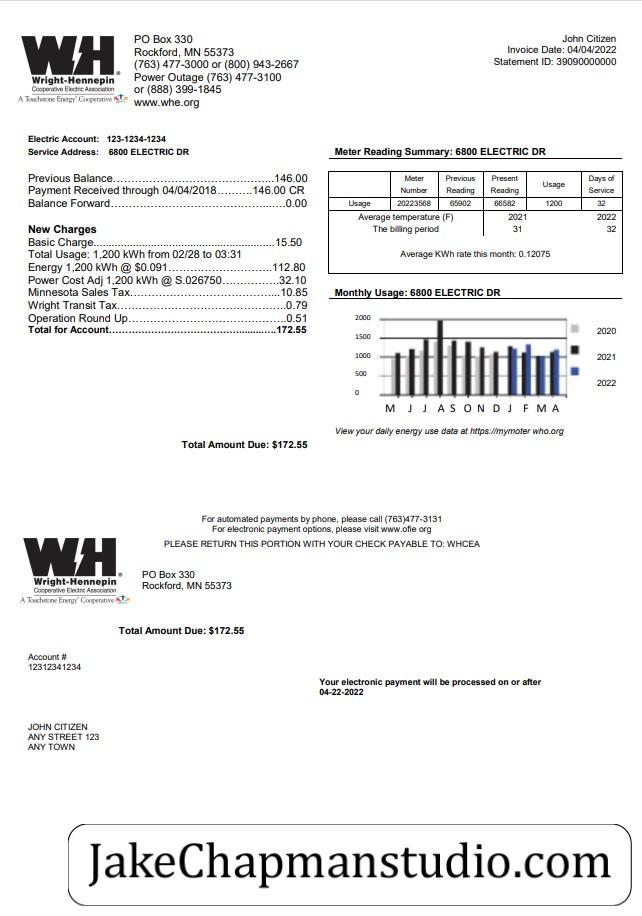 WH
Wright-Hennepin
Cooperative Electric Association
A Touchstone Energy® Cooperative
PO Box 330
Rockford, MN 55373
(763) 477-3000 or (800) 943-2667
Power Outage (763) 477-3100
or (888) 399-1845
www.whe.org
John Citizen
Invoice Date: 04/04/2022
Statement ID: 39090000000
Electric Account: 123-1234-1234
Service Address: 6800 ELECTRIC DR
Previous Balance.................................146.00
Payment Received through 04/04/2018.........146.00 CR
Balance Forward.................................0.00
New Charges
Basic Charge.................................15.50
Total Usage: 1,200 kWh from 02/28 to 03:31
Energy 1,200 kWh @ $0.091.....................112.80
Power Cost Adj 1,200 kWh @ S.026750.............32.10
Minnesota Sales Tax.............................10.85
Wright Transit Tax.............................0.79
Operation Round Up.............................0.51
Total for Account.................................172.55
Total Amount Due: $172.55
Meter Reading Summary: 6800 ELECTRIC DR
Meter Number Previous Reading Present Reading Usage Days of Service
Usage 20223568 65902 66582 1200 32
Average temperature (F) 2021 2022
The billing period 31 32
Average KWh rate this month: 0.12075
Monthly Usage: 6800 ELECTRIC DR
2000
1500
1000
500
0
M J J A S O N D J F M A
2020
2021
2022
View your daily energy use data at https://mymoter who.org
For automated payments by phone, please call (763)477-3131
For electronic payment options, please visit www.ofie org
PLEASE RETURN THIS PORTION WITH YOUR CHECK PAYABLE TO: WHCEA
WH
Wright-Hennepin
Cooperative Electric Association
A Touchstone Energy® Cooperative
PO Box 330
Rockford, MN 55373
Total Amount Due: $172.55
Account #
12312341234
Your electronic payment will be processed on or after
04-22-2022
JOHN CITIZEN
ANY STREET 123
ANY TOWN
JakeChapmanstudio.com